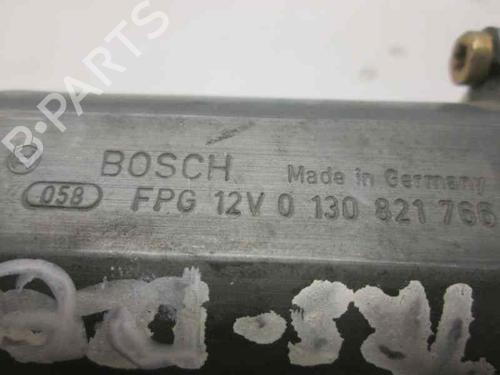 B-PARTS
BOSCH Made in Germany
058 FPG 12V 0 130 821 766